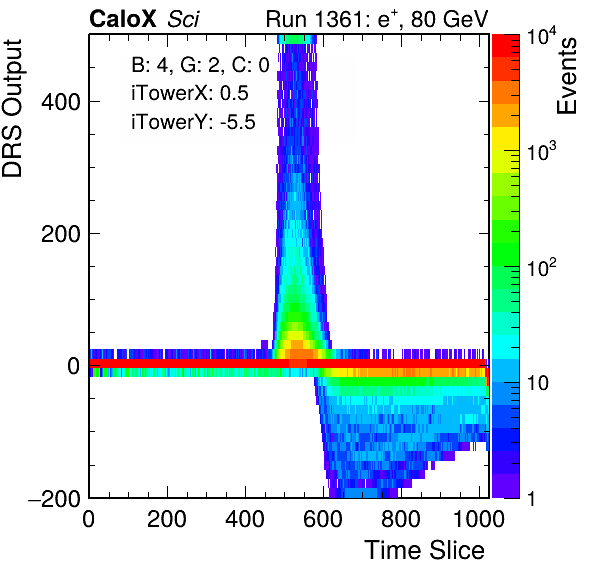 CaloX Sci
Run 1361: e+, 80 GeV
B: 4, G: 2, C: 0
iTowerX: 0.5
iTowerY: -5.5
DRS Output
400
200
0
−200
0 200 400 600 800 1000
Time Slice
Events
10^4
10^3
10^2
10
1